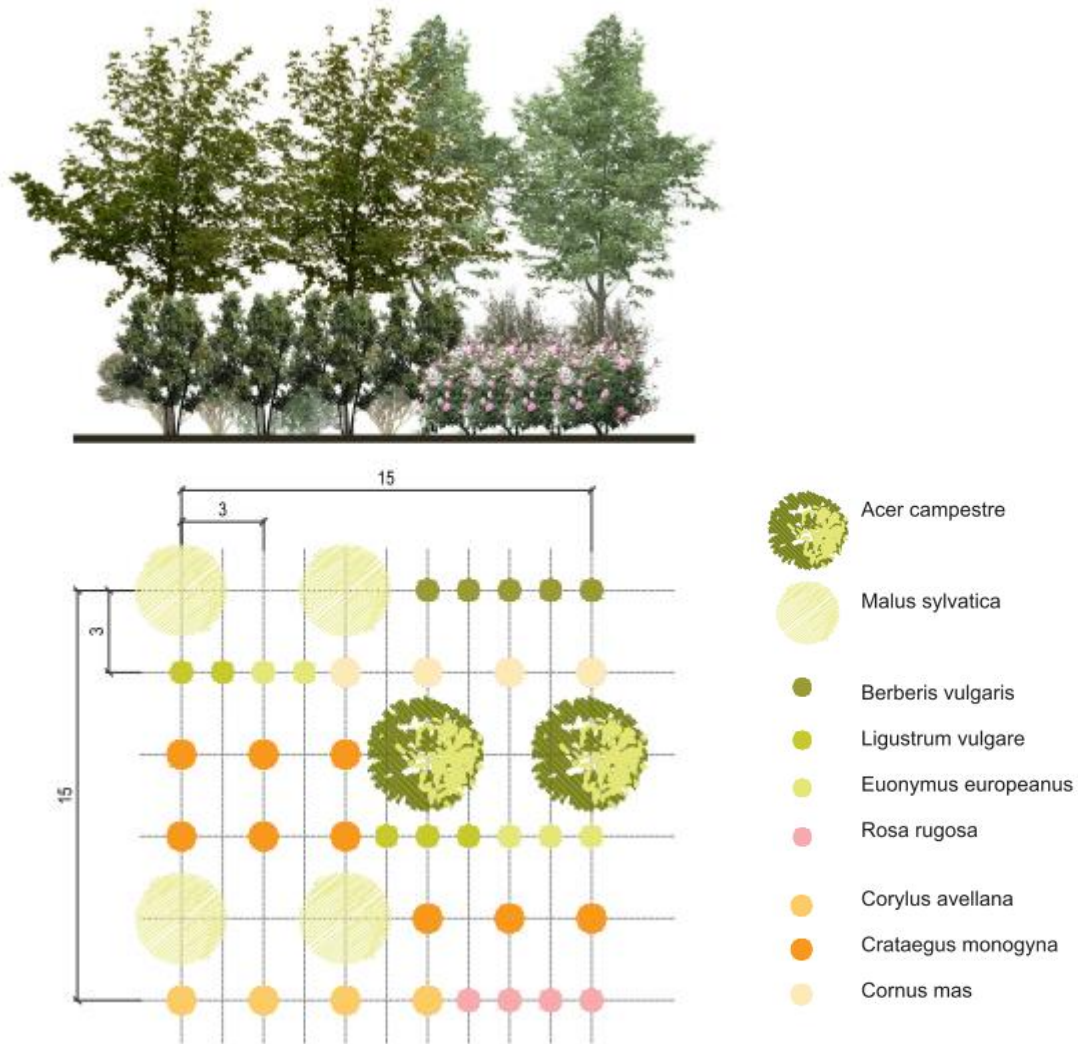 15
3
3
15
Acer campestre
Malus sylvatica
Berberis vulgaris
Ligustrum vulgare
Euonymus europeanus
Rosa rugosa
Corylus avellana
Crataegus monogyna
Cornus mas